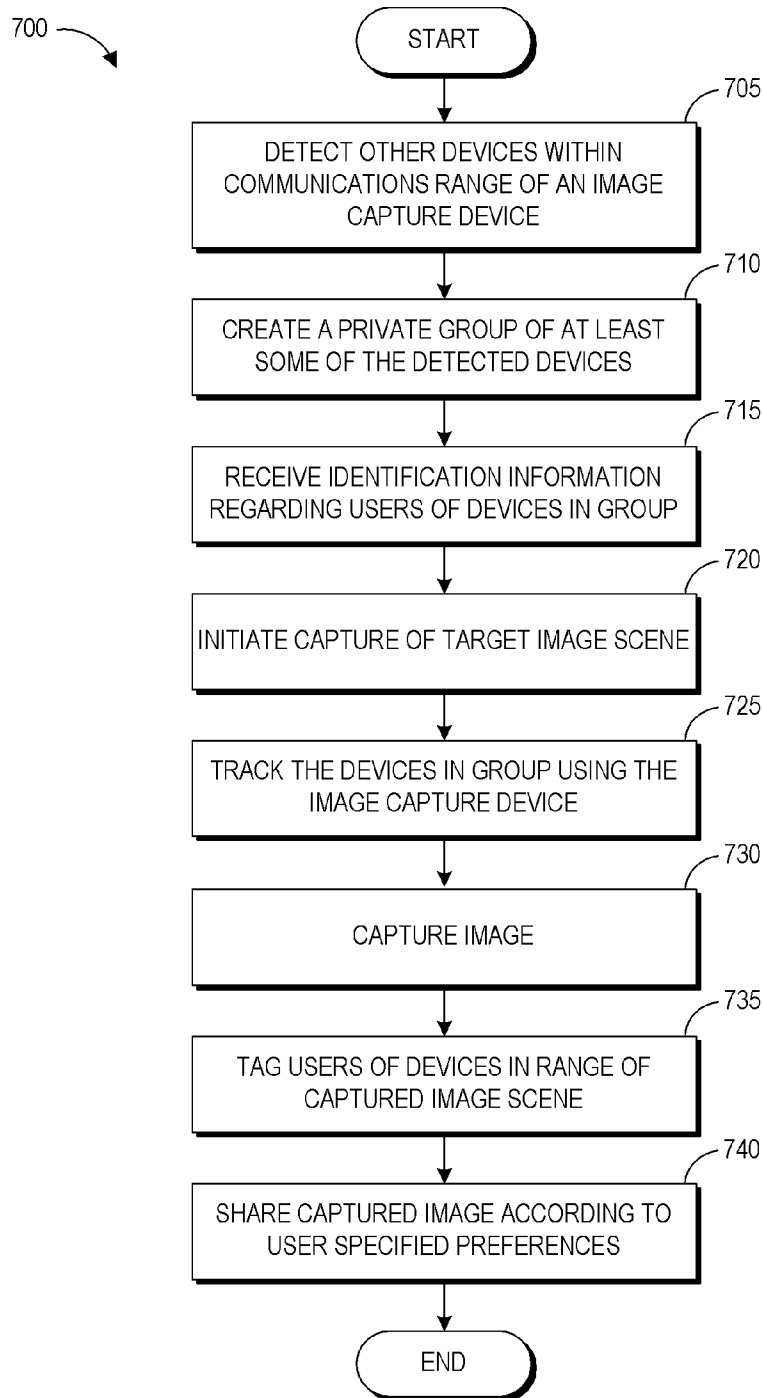 700
START
705
DETECT OTHER DEVICES WITHIN
COMMUNICATIONS RANGE OF AN IMAGE
CAPTURE DEVICE
710
CREATE A PRIVATE GROUP OF AT LEAST
SOME OF THE DETECTED DEVICES
715
RECEIVE IDENTIFICATION INFORMATION
REGARDING USERS OF DEVICES IN GROUP
720
INITIATE CAPTURE OF TARGET IMAGE SCENE
725
TRACK THE DEVICES IN GROUP USING THE
IMAGE CAPTURE DEVICE
730
CAPTURE IMAGE
735
TAG USERS OF DEVICES IN RANGE OF
CAPTURED IMAGE SCENE
740
SHARE CAPTURED IMAGE ACCORDING TO
USER SPECIFIED PREFERENCES
END